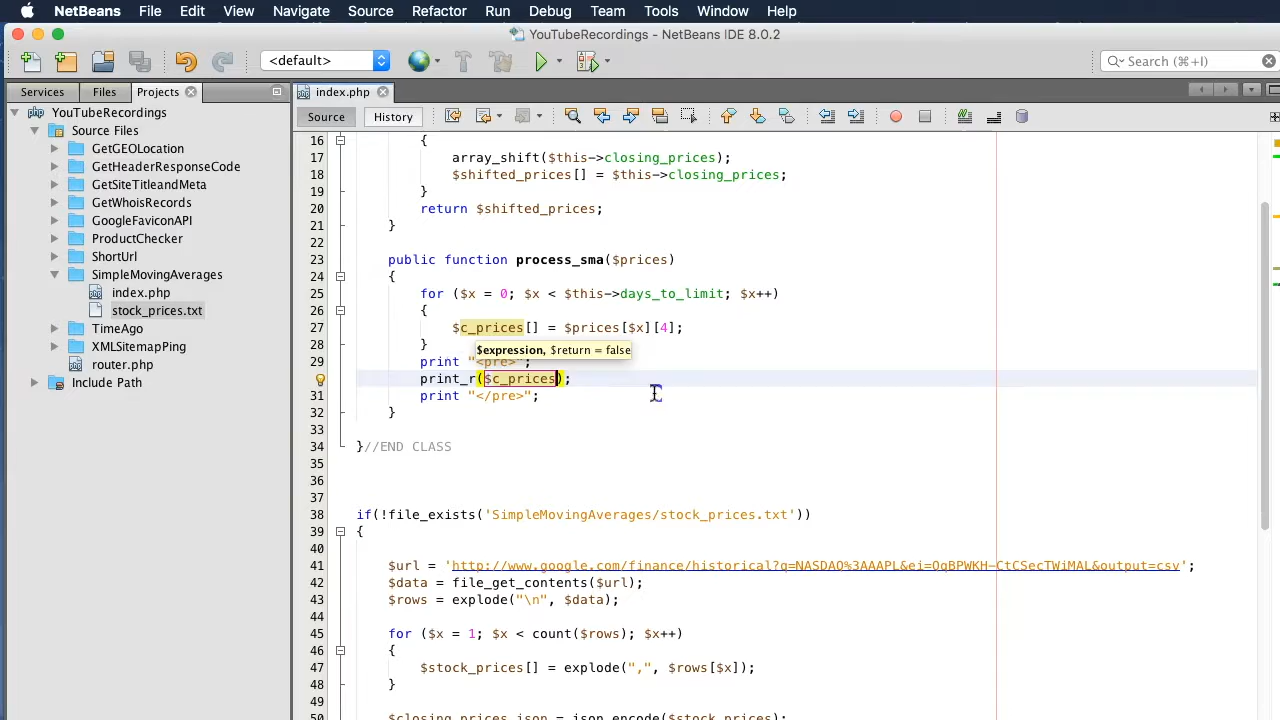 NetBeans File Edit View Navigate Source Refactor Run Debug Team Tools Window Help
YouTubeRecordings - NetBeans IDE 8.0.2
<default>
Search (⌘+I)
Services Files Projects
index.php
Source History
YouTubeRecordings
Source Files
GetGEOLocation
GetHeaderResponseCode
GetSiteTitleandMeta
GetWhoisRecords
GoogleFaviconAPI
ProductChecker
ShortUrl
SimpleMovingAverages
index.php
stock_prices.txt
TimeAgo
XMLSitemapPing
router.php
Include Path
16 {
17 array_shift($this->closing_prices);
18 $shifted_prices[] = $this->closing_prices;
19 }
20 return $shifted_prices;
21 }
22
23 public function process_sma($prices)
24 {
25 for ($x = 0; $x < $this->days_to_limit; $x++)
26 {
27 $c_prices[] = $prices[$x][4];
28 }
$expression, $return = false
29 print "<pre>";
30 print_r($c_prices);
31 print "</pre>";
32 }
33
34 }//END CLASS
35
36
37
38 if(!file_exists('SimpleMovingAverages/stock_prices.txt'))
39 {
40
41 $url = 'http://www.google.com/finance/historical?q=NASDAQ%3AAAPL&ei=OqBPWKH-CtCSecTWiMAL&output=csv';
42 $data = file_get_contents($url);
43 $rows = explode("\n", $data);
44
45 for ($x = 1; $x < count($rows); $x++)
46 {
47 $stock_prices[] = explode(",", $rows[$x]);
48 }
49
50 $closing_prices_json = json_encode($stock_prices);